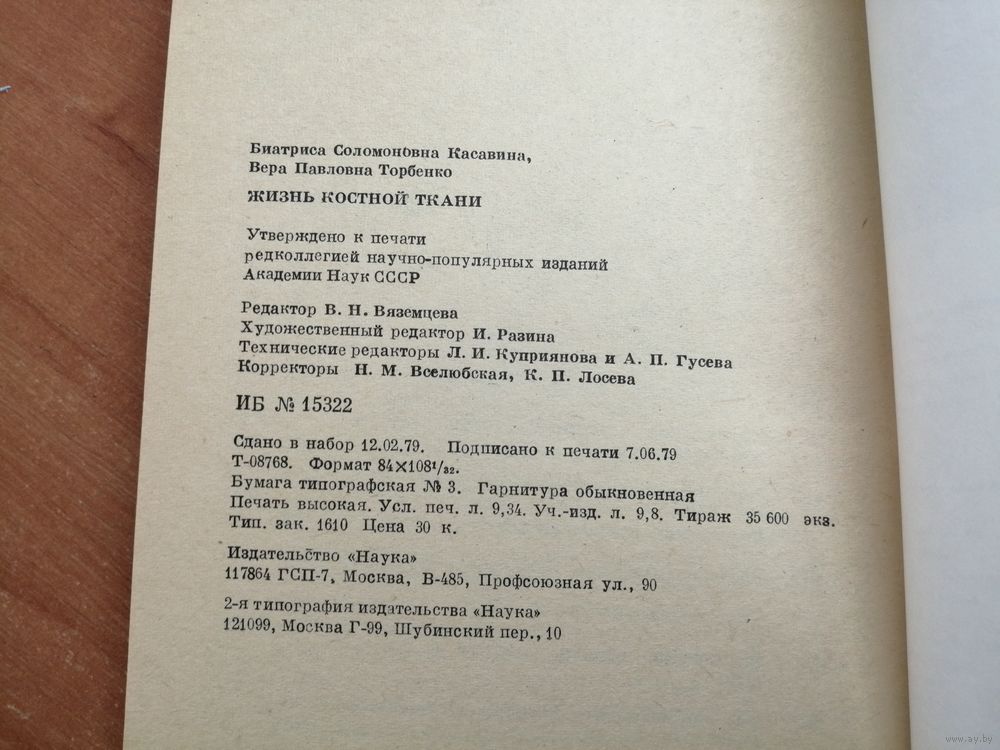 Биатриса Соломоновна Касавина,
Вера Павловна Торбенко
ЖИЗНЬ КОСТНОЙ ТКАНИ
Утверждено к печати
редколлегией научно-популярных изданий
Академии Наук СССР
Редактор В. Н. Вяземцева
Художественный редактор И. Разина
Технические редакторы Л. И. Куприянова и А. П. Гусева
Корректоры Н. М. Вселюбская, К. П. Лосева
ИБ № 15322
Сдано в набор 12.02.79. Подписано к печати 7.06.79
Т-08768. Формат 84×108¹/₃₂.
Бумага типографская № 3. Гарнитура обыкновенная
Печать высокая. Усл. печ. л. 9,34. Уч.-изд. л. 9,8. Тираж 35 600 экз.
Тип. зак. 1610 Цена 30 к.
Издательство «Наука»
117864 ГСП-7, Москва, В-485, Профсоюзная ул., 90
2-я типография издательства «Наука»
121099, Москва Г-99, Шубинский пер., 10
www.ay.by